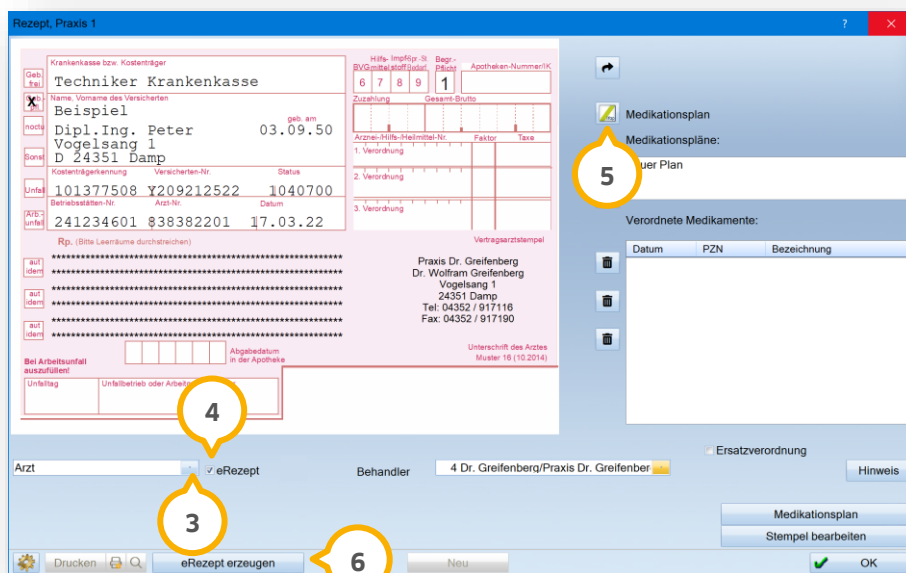 Rezept, Praxis 1
?
Krankenkasse bzw. Kostenträger
Hilfs- Impf Spr.-St. Begr.-
BVG mittel stoff Bedarf Pflicht Apotheken-Nummer/IK
Geb. frei
Techniker Krankenkasse
6 7 8 9 1
X
Name, Vorname des Versicherten
Zuzahlung Gesamt-Brutto
Beispiel
geb. am
noctu
Dipl.Ing. Peter 03.09.50
Arznei-/Hilfs-/Heilmittel-Nr. Faktor Taxe
Vogelsang 1
1. Verordnung
Sonst
D 24351 Damp
Kostenträgerkennung Versicherten-Nr. Status
2. Verordnung
Unfall
101377508 Y209212522 1040700
Betriebsstätten-Nr. Arzt-Nr. Datum
3. Verordnung
Arb.-unfall
241234601 838382201 17.03.22
Rp. (Bitte Leerräume durchstreichen)
Vertragsarztstempel
aut idem
**************************************************
**************************************************
aut idem
**************************************************
**************************************************
aut idem
**************************************************
**************************************************
Praxis Dr. Greifenberg
Dr. Wolfram Greifenberg
Vogelsang 1
24351 Damp
Tel: 04352 / 917116
Fax: 04352 / 917190
Abgabedatum
in der Apotheke
Unterschrift des Arztes
Muster 16 (10.2014)
Bei Arbeitsunfall
auszufüllen!
Unfalltag Unfallbetrieb oder
Medikationsplan
Medikationspläne:
5
Plan
Verordnete Medikamente:
Datum PZN Bezeichnung
4
Ersatzverordnung
Arzt
eRezept
Behandler
4 Dr. Greifenberg/Praxis Dr. Greifenber
Hinweis
3
Medikationsplan
Stempel bearbeiten
6
Drucken
eRezept erzeugen
Neu
OK